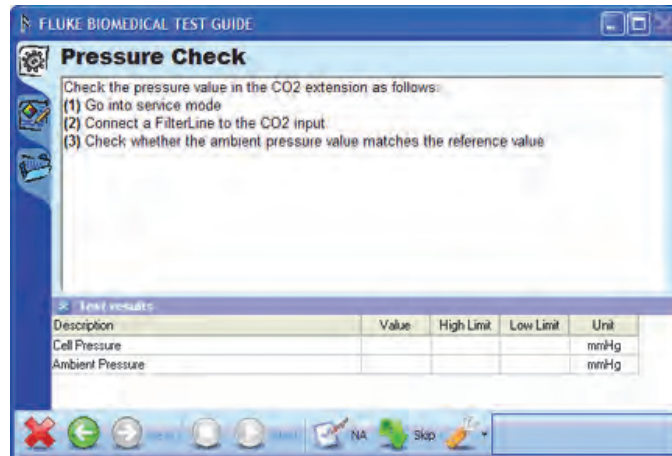 FLUKE BIOMEDICAL TEST GUIDE
Pressure Check
Check the pressure value in the CO2 extension as follows:
(1) Go into service mode
(2) Connect a FilterLine to the CO2 input
(3) Check whether the ambient pressure value matches the reference value
Test results
Description Value High Limit Low Limit Unit
Cell Pressure mmHg
Ambient Pressure mmHg
NA Skip